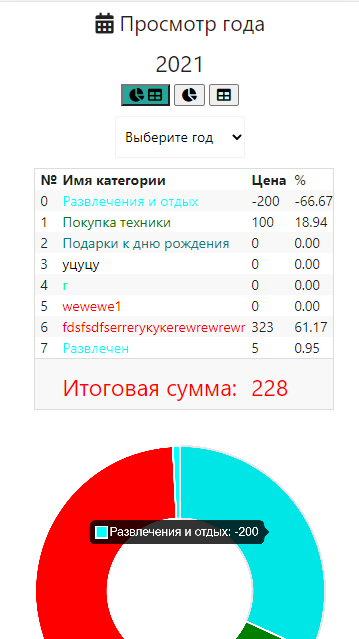 Просмотр года
2021
Выберите год
№ Имя категории Цена %
0 Развлечения и отдых -200 -66.67
1 Покупка техники 100 18.94
2 Подарки к дню рождения 0 0.00
3 уцуцу 0 0.00
4 г 0 0.00
5 wewewe1 0 0.00
6 fdsfsdfserrerукукеrewrewrewr 323 61.17
7 Развлечен 5 0.95
Итоговая сумма: 228
Развлечения и отдых: -200